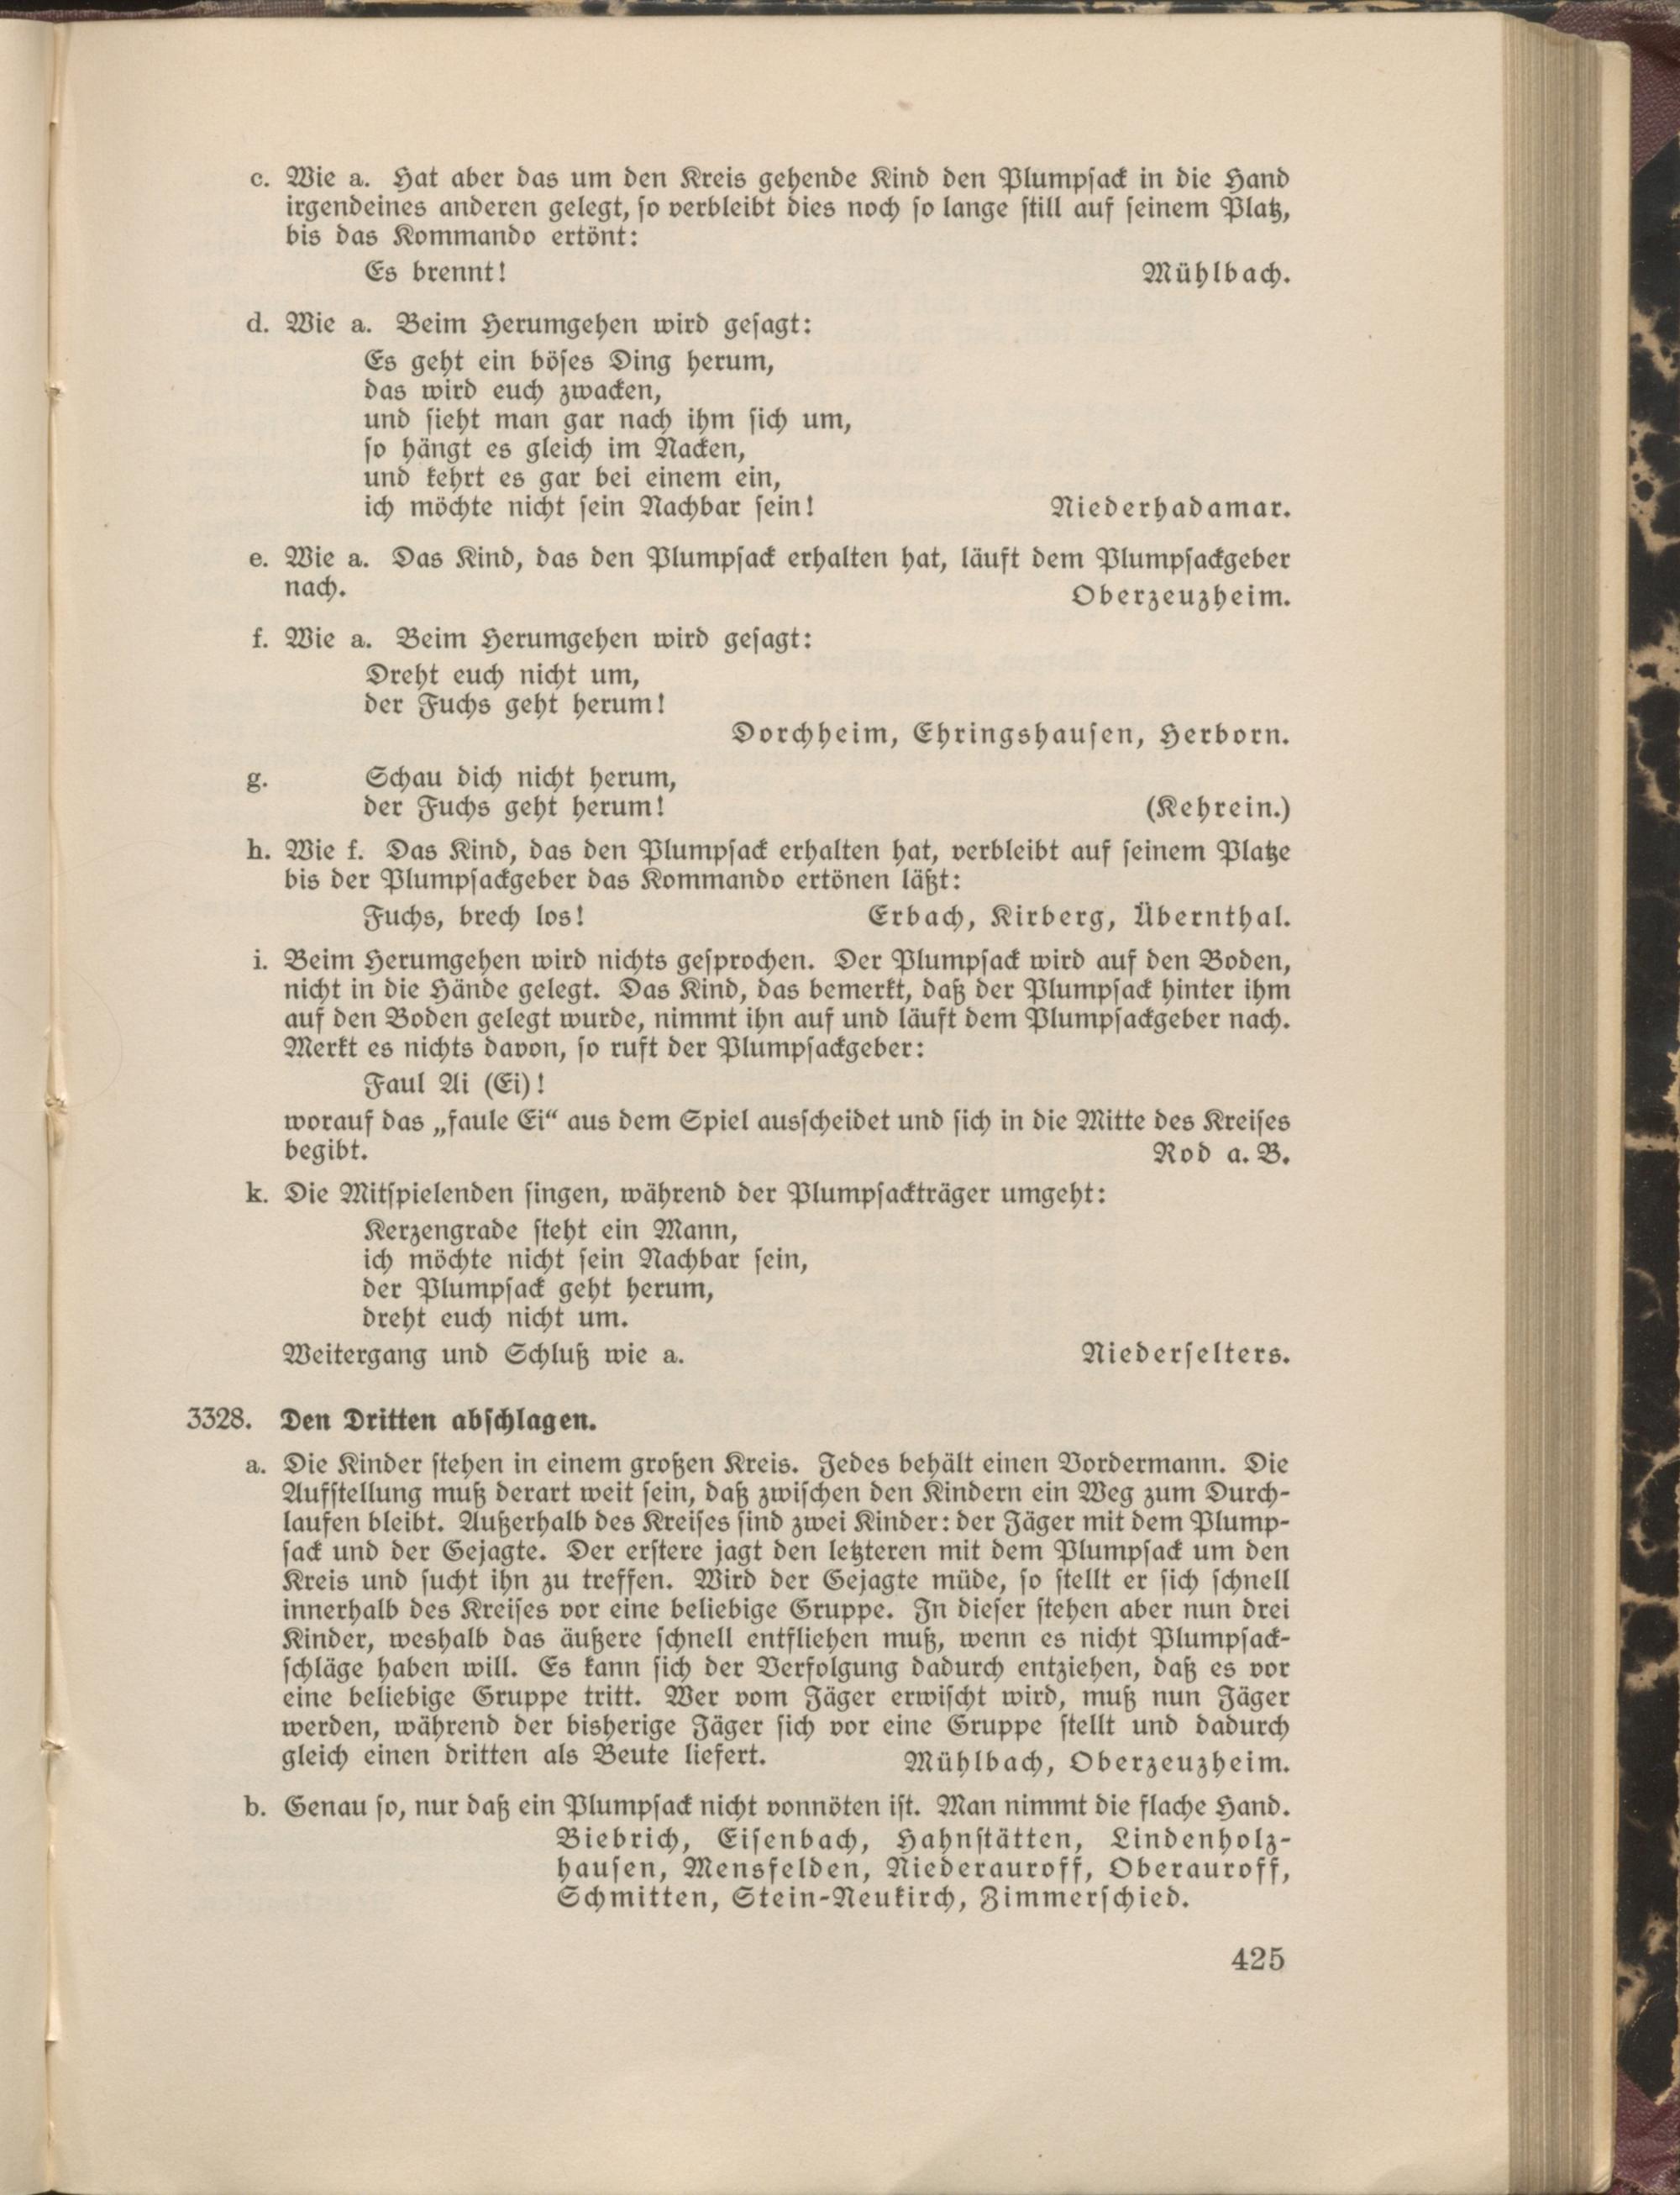 c. Wie a. Hat aber das um den Kreis gehende Kind den Plumpsack in die Hand
irgendeines anderen gelegt, so verbleibt dies noch so lange still auf seinem Platz,
bis das Kommando ertönt:
Es brennt! Mühlbach.
d. Wie a. Beim Herumgehen wird gesagt:
Es geht ein böses Ding herum,
das wird euch zwacken,
und sieht man gar nach ihm sich um,
so hängt es gleich im Nacken,
und kehrt es gar bei einem ein,
ich möchte nicht sein Nachbar sein! Niederhadamar.
e. Wie a. Das Kind, das den Plumpsack erhalten hat, läuft dem Plumpsackgeber
nach. Oberzeuzheim.
f. Wie a. Beim Herumgehen wird gesagt:
Dreht euch nicht um,
der Fuchs geht herum!
Dorchheim, Ehringshausen, Herborn.
g. Schau dich nicht herum,
der Fuchs geht herum! (Kehrein.)
h. Wie f. Das Kind, das den Plumpsack erhalten hat, verbleibt auf seinem Platze
bis der Plumpsackgeber das Kommando ertönen läßt:
Fuchs, brech los! Erbach, Kirberg, Übernthal.
i. Beim Herumgehen wird nichts gesprochen. Der Plumpsack wird auf den Boden,
nicht in die Hände gelegt. Das Kind, das bemerkt, daß der Plumpsack hinter ihm
auf den Boden gelegt wurde, nimmt ihn auf und läuft dem Plumpsackgeber nach.
Merkt es nichts davon, so ruft der Plumpsackgeber:
Faul Ai (Ei)!
worauf das „faule Ei“ aus dem Spiel ausscheidet und sich in die Mitte des Kreises
begibt. Rod a. B.
k. Die Mitspielenden singen, während der Plumpsackträger umgeht:
Kerzengrade steht ein Mann,
ich möchte nicht sein Nachbar sein,
der Plumpsack geht herum,
dreht euch nicht um.
Weitergang und Schluß wie a. Niederselters.
3328. Den Dritten abschlagen.
a. Die Kinder stehen in einem großen Kreis. Jedes behält einen Vordermann. Die
Aufstellung muß derart weit sein, daß zwischen den Kindern ein Weg zum Durch-
laufen bleibt. Außerhalb des Kreises sind zwei Kinder: der Jäger mit dem Plump-
sack und der Gejagte. Der erstere jagt den letzteren mit dem Plumpsack um den
Kreis und sucht ihn zu treffen. Wird der Gejagte müde, so stellt er sich schnell
innerhalb des Kreises vor eine beliebige Gruppe. In dieser stehen aber nun drei
Kinder, weshalb das äußere schnell entfliehen muß, wenn es nicht Plumpsack-
schläge haben will. Es kann sich der Verfolgung dadurch entziehen, daß es vor
eine beliebige Gruppe tritt. Wer vom Jäger erwischt wird, muß nun Jäger
werden, während der bisherige Jäger sich vor eine Gruppe stellt und dadurch
gleich einen dritten als Beute liefert. Mühlbach, Oberzeuzheim.
b. Genau so, nur daß ein Plumpsack nicht vonnöten ist. Man nimmt die flache Hand.
Biebrich, Eisenbach, Hahnstätten, Lindenholz-
hausen, Mensfelden, Niederauroff, Oberauroff,
Schmitten, Stein-Neukirch, Zimmerschied.
425